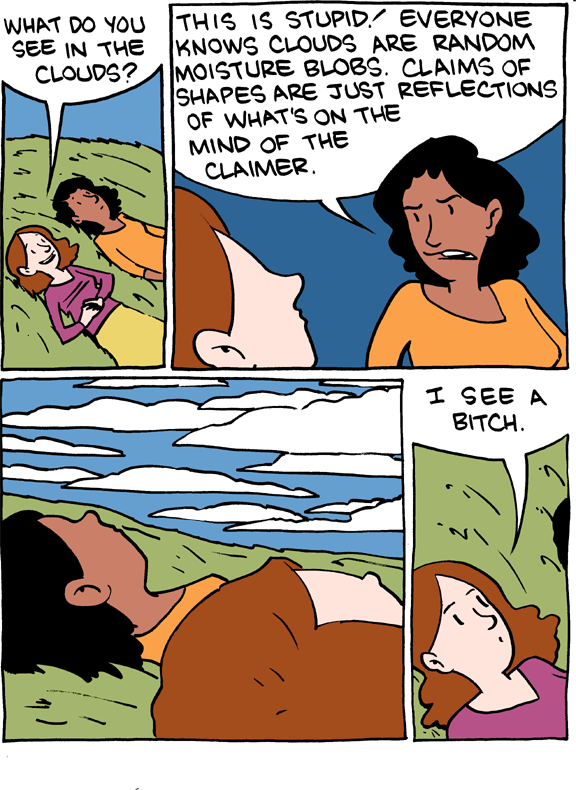 WHAT DO YOU
SEE IN THE
CLOUDS?
THIS IS STUPID! EVERYONE
KNOWS CLOUDS ARE RANDOM
MOISTURE BLOBS. CLAIMS OF
SHAPES ARE JUST REFLECTIONS
OF WHAT'S ON THE
MIND OF THE
CLAIMER.
I SEE A
BITCH.